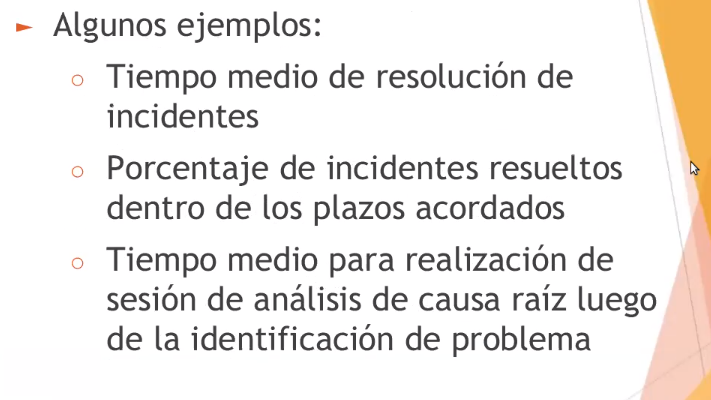 ► Algunos ejemplos:
○ Tiempo medio de resolución de
incidentes
○ Porcentaje de incidentes resueltos
dentro de los plazos acordados
○ Tiempo medio para realización de
sesión de análisis de causa raíz luego
de la identificación de problema